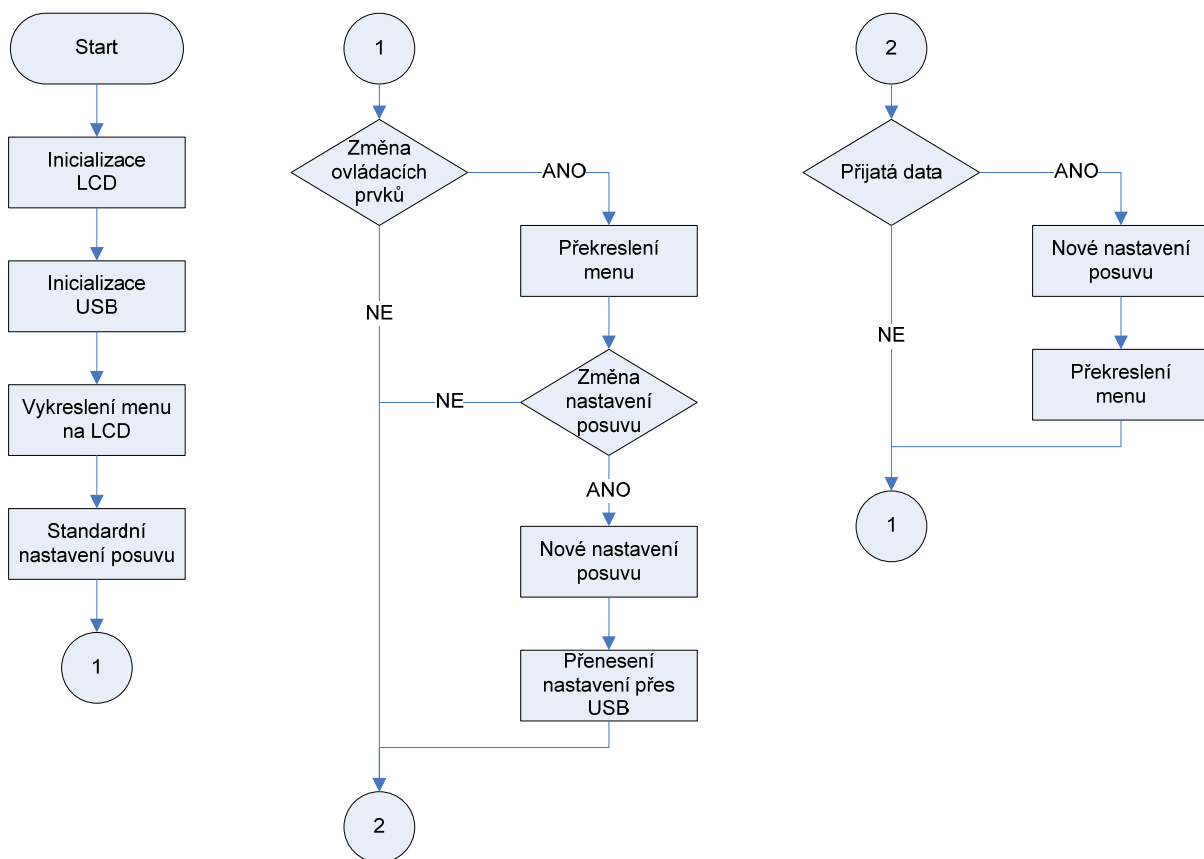 Start
Inicializace
LCD
Inicializace
USB
Vykreslení menu
na LCD
Standardní
nastavení posuvu
1
1
Změna
ovládacích
prvků
ANO
Překreslení
menu
NE
Změna
nastavení
posuvu
NE
ANO
Nové nastavení
posuvu
Přenesení
nastavení přes
USB
2
2
Přijatá data
ANO
Nové nastavení
posuvu
NE
Překreslení
menu
1